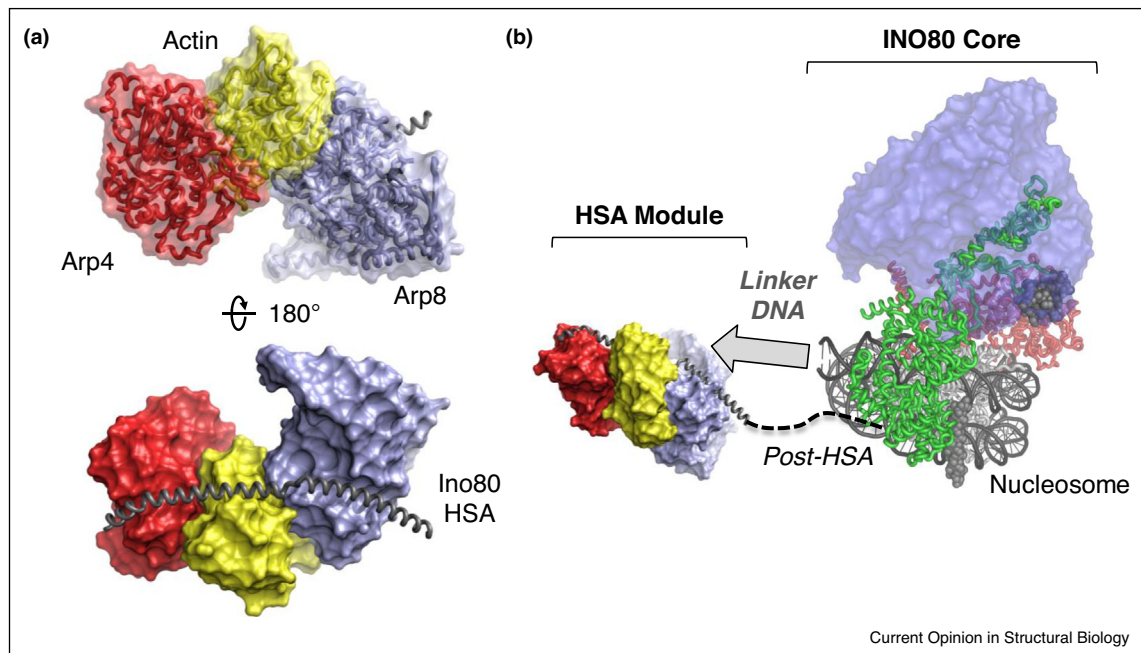 (a)
Actin
Arp4
Arp8
180°
Ino80
HSA
(b)
INO80 Core
HSA Module
Linker
DNA
Post-HSA
Nucleosome
Current Opinion in Structural Biology